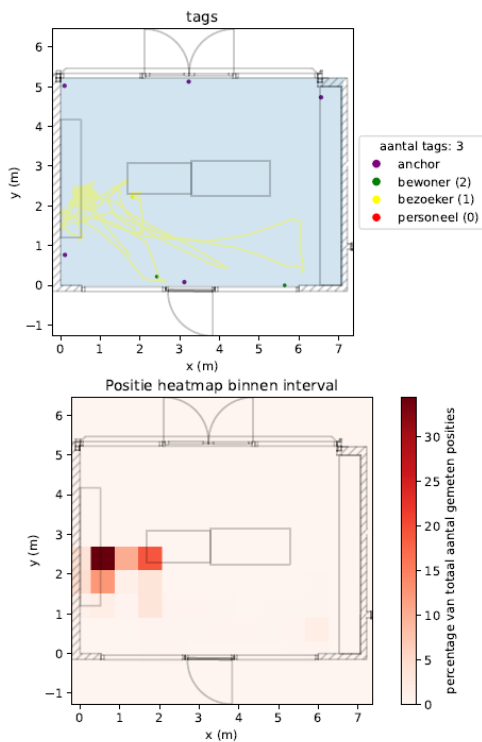 tags
6
5
4
3
2
1
0
−1
y (m)
0 1 2 3 4 5 6 7
x (m)
aantal tags: 3
anchor
bewoner (2)
bezoeker (1)
personeel (0)
Positie heatmap binnen interval
6
5
4
3
2
1
0
−1
y (m)
0 1 2 3 4 5 6 7
x (m)
30
25
20
15
10
5
0
percentage van totaal aantal gemeten posities